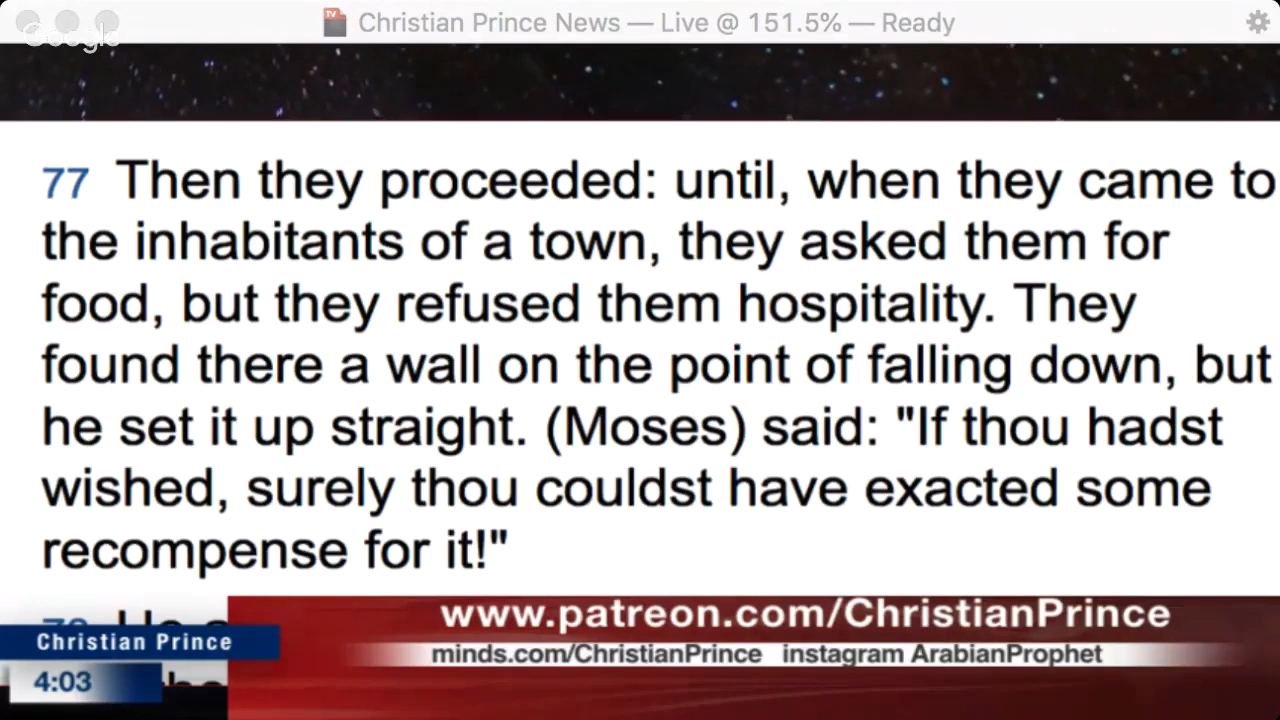 Christian Prince News — Live @ 151.5% — Ready
Google
77 Then they proceeded: until, when they came to
the inhabitants of a town, they asked them for
food, but they refused them hospitality. They
found there a wall on the point of falling down, but
he set it up straight. (Moses) said: "If thou hadst
wished, surely thou couldst have exacted some
recompense for it!"
www.patreon.com/ChristianPrince
Christian Prince
minds.com/ChristianPrince instagram ArabianProphet
4:03